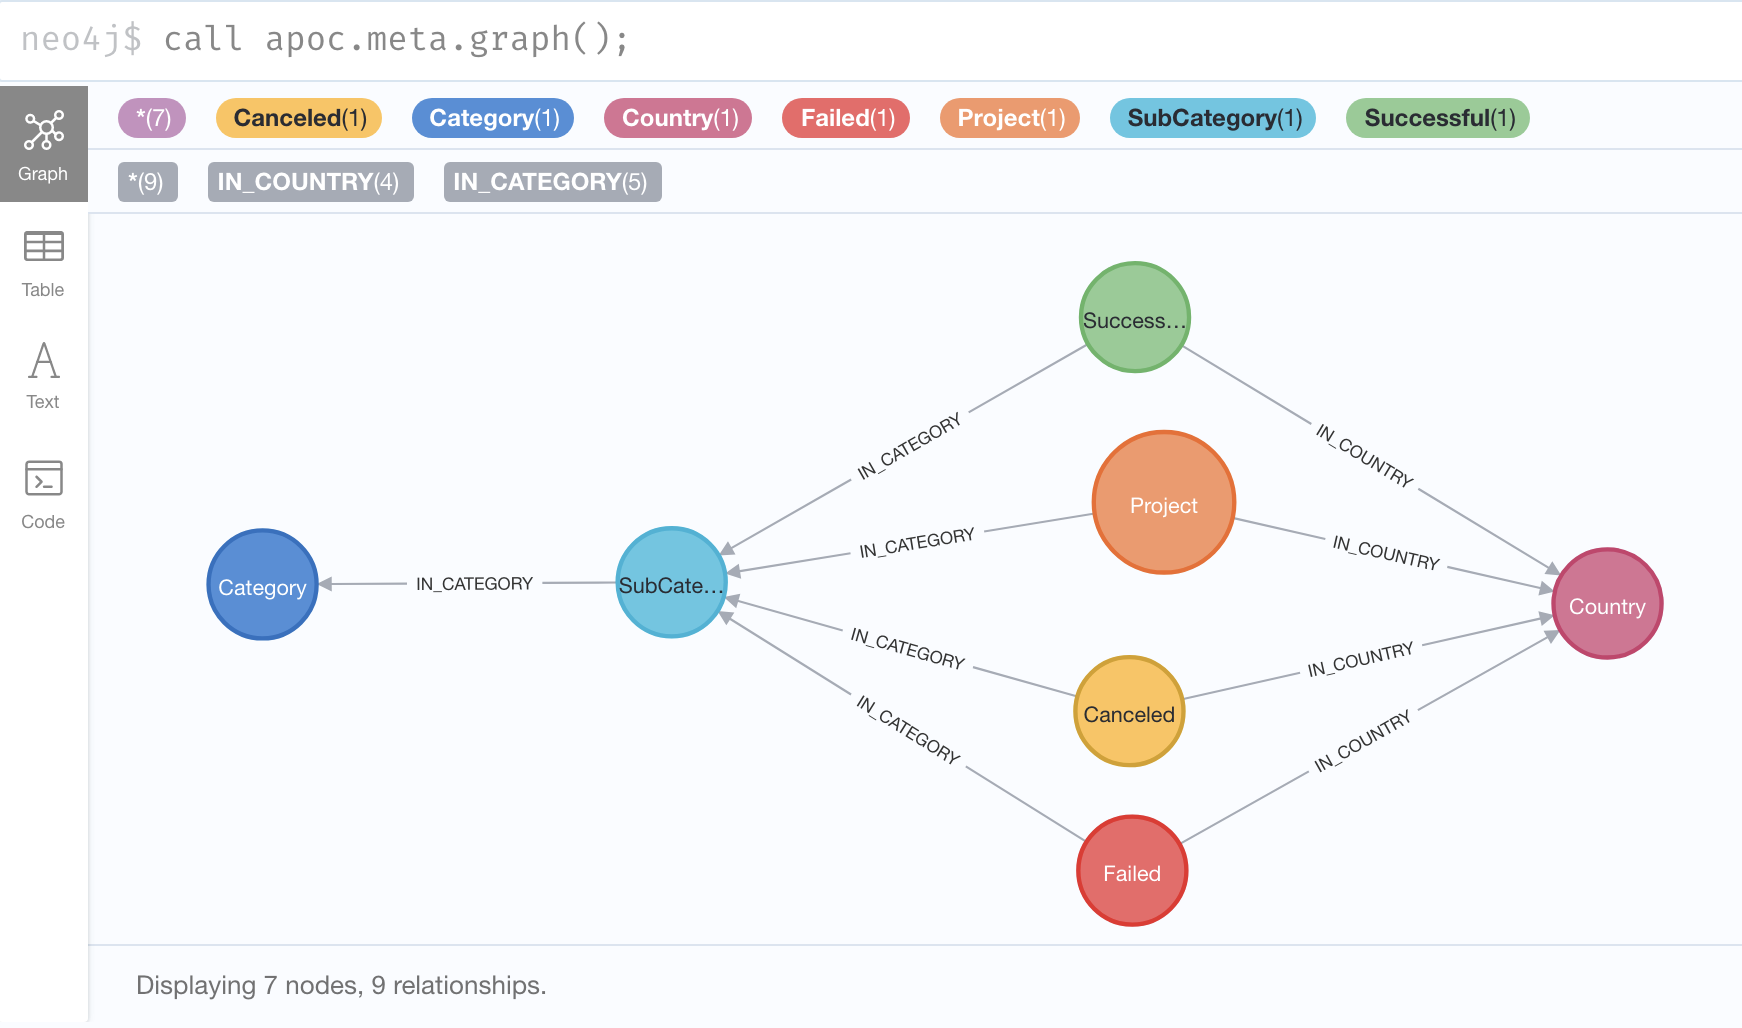 neo4j$ call apoc.meta.graph();
*(7) Canceled(1) Category(1) Country(1) Failed(1) Project(1) SubCategory(1) Successful(1)
Graph
*(9) IN_COUNTRY(4) IN_CATEGORY(5)
Table
Text
Code
Success...
IN_CATEGORY
IN_COUNTRY
Project
IN_CATEGORY
IN_COUNTRY
Category
IN_CATEGORY
SubCate...
Country
IN_CATEGORY
IN_COUNTRY
Canceled
IN_CATEGORY
IN_COUNTRY
Failed
Displaying 7 nodes, 9 relationships.